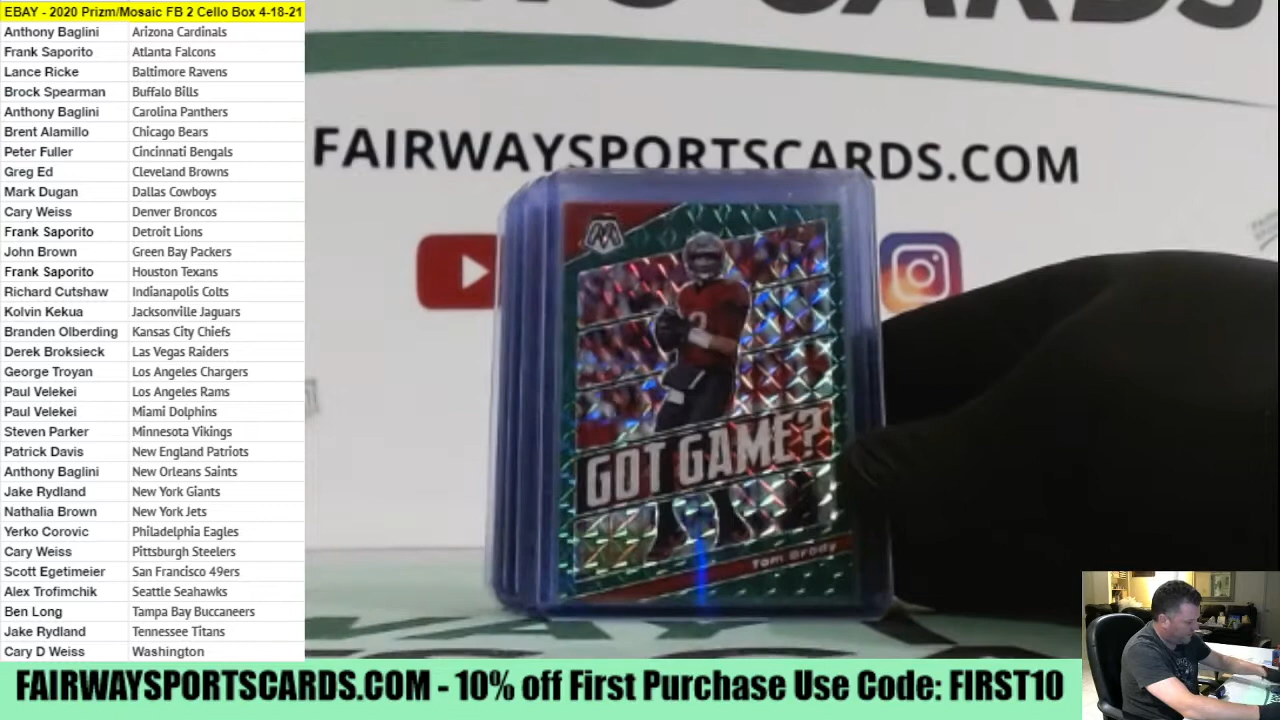 EBAY - 2020 Prizm/Mosaic FB 2 Cello Box 4-18-21
Anthony Baglini Arizona Cardinals
Frank Saporito Atlanta Falcons
Lance Ricke Baltimore Ravens
Brock Spearman Buffalo Bills
Anthony Baglini Carolina Panthers
Brent Alamillo Chicago Bears
Peter Fuller Cincinnati Bengals
Greg Ed Cleveland Browns
Mark Dugan Dallas Cowboys
Cary Weiss Denver Broncos
Frank Saporito Detroit Lions
John Brown Green Bay Packers
Frank Saporito Houston Texans
Richard Cutshaw Indianapolis Colts
Kolvin Kekua Jacksonville Jaguars
Branden Olberding Kansas City Chiefs
Derek Broksieck Las Vegas Raiders
George Troyan Los Angeles Chargers
Paul Velekei Los Angeles Rams
Paul Velekei Miami Dolphins
Steven Parker Minnesota Vikings
Patrick Davis New England Patriots
Anthony Baglini New Orleans Saints
Jake Rydland New York Giants
Nathalia Brown New York Jets
Yerko Corovic Philadelphia Eagles
Cary Weiss Pittsburgh Steelers
Scott Egetimeier San Francisco 49ers
Alex Trofimchik Seattle Seahawks
Ben Long Tampa Bay Buccaneers
Jake Rydland Tennessee Titans
Cary D Weiss Washington
CARDS
FAIRWAYSPORTSCARDS.COM
GOT GAME?
Tom Brady
FAIRWAYSPORTSCARDS.COM - 10% off First Purchase Use Code: FIRST10